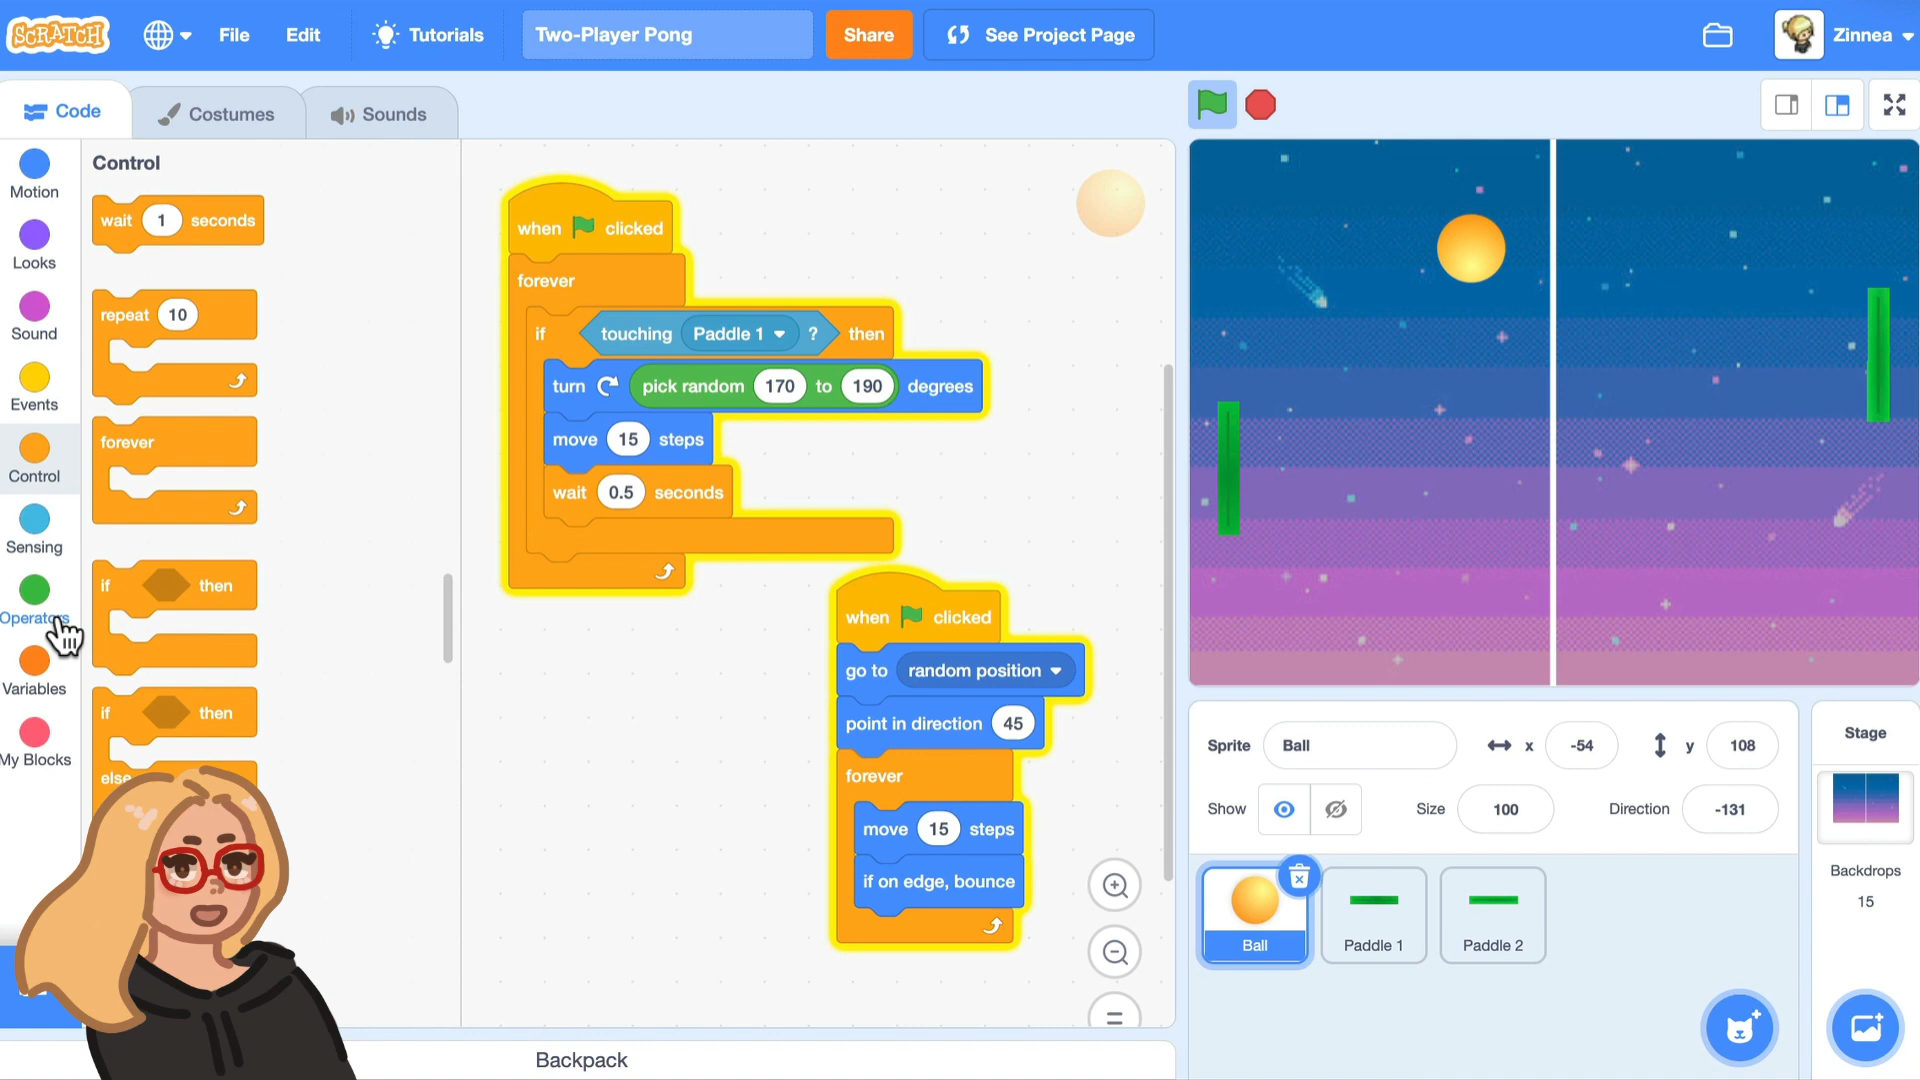 SCRATCH File Edit Tutorials Two-Player Pong Share See Project Page Zinnea
Code Costumes Sounds
Motion
Looks
Sound
Events
Control
Sensing
Operators
Variables
My Blocks
Control
wait 1 seconds
repeat 10
forever
if then
if then
else
when clicked
forever
if touching Paddle 1 ? then
turn pick random 170 to 190 degrees
move 15 steps
wait 0.5 seconds
when clicked
go to random position
point in direction 45
forever
move 15 steps
if on edge, bounce
Backpack
Sprite Ball x -54 y 108
Show Size 100 Direction -131
Ball
Paddle 1
Paddle 2
Stage
Backdrops
15